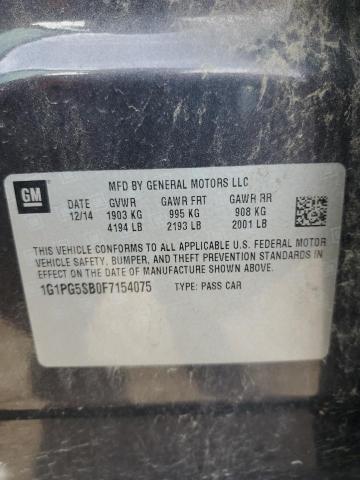 GM
MFD BY GENERAL MOTORS LLC
DATE GVWR GAWR FRT GAWR RR
12/14 1903 KG 995 KG 908 KG
4194 LB 2193 LB 2001 LB
THIS VEHICLE CONFORMS TO ALL APPLICABLE U.S. FEDERAL MOTOR
VEHICLE SAFETY, BUMPER, AND THEFT PREVENTION STANDARDS
IN EFFECT ON THE DATE OF MANUFACTURE SHOWN ABOVE.
1G1PG5SB0F7154075 TYPE: PASS CAR